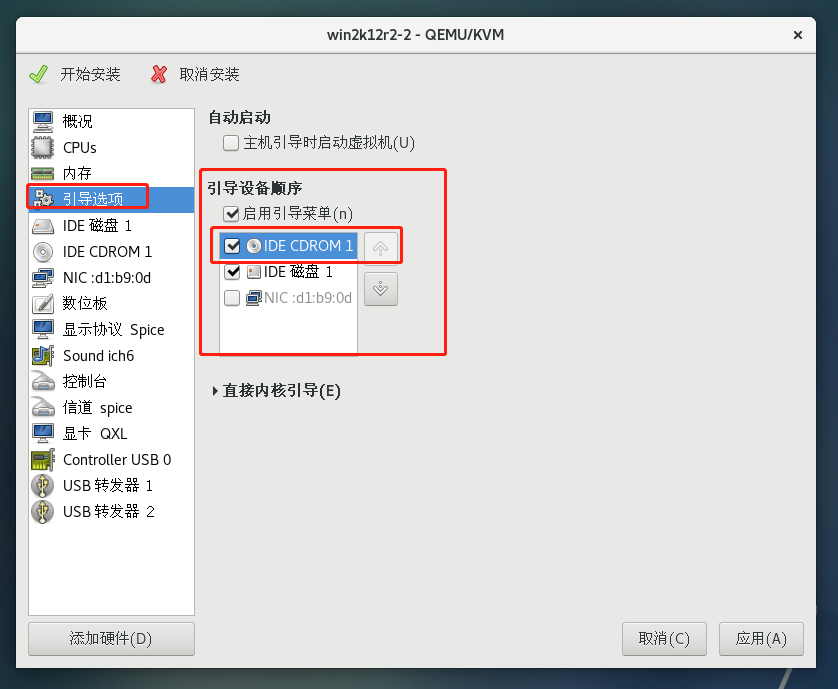 win2k12r2-2 - QEMU/KVM
开始安装
取消安装
概况
CPUs
内存
引导选项
IDE 磁盘 1
IDE CDROM 1
NIC :d1:b9:0d
数位板
显示协议 Spice
Sound ich6
控制台
信道 spice
显卡 QXL
Controller USB 0
USB 转发器 1
USB 转发器 2
添加硬件(D)
自动启动
主机引导时启动虚拟机(U)
引导设备顺序
启用引导菜单(n)
IDE CDROM 1
IDE 磁盘 1
NIC :d1:b9:0d
直接内核引导(E)
取消(C)
应用(A)